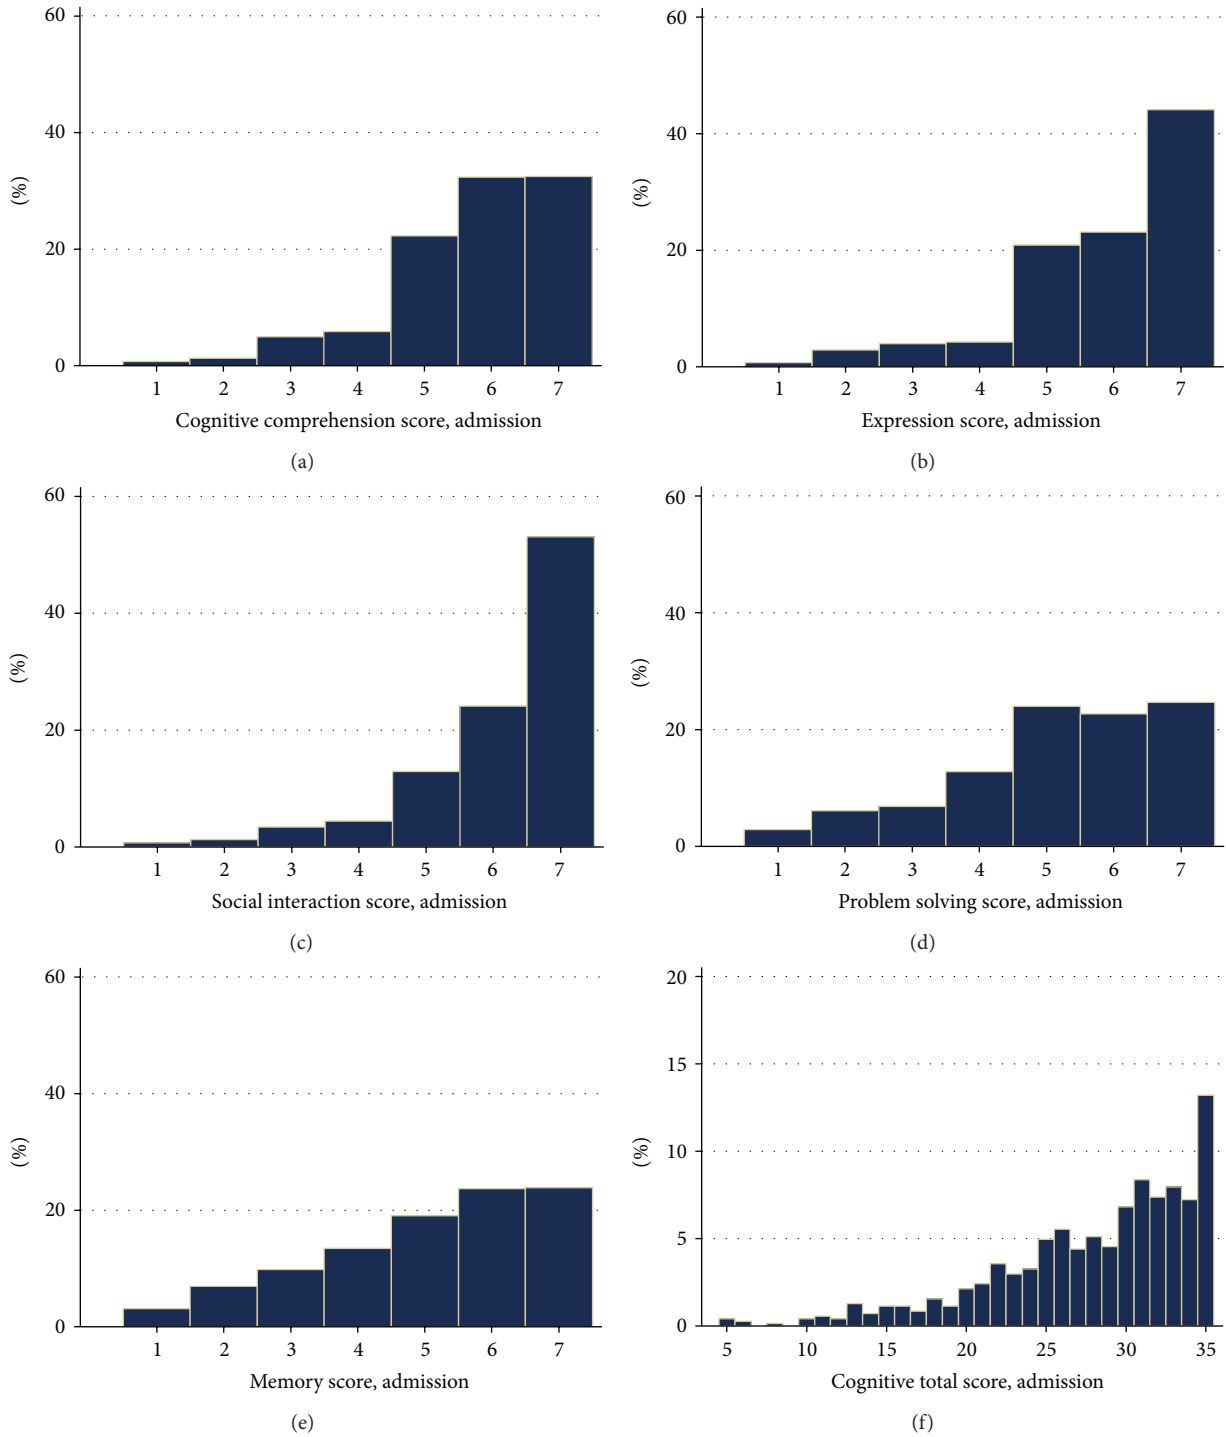 60
40
20
0
(%)
1 2 3 4 5 6 7
Cognitive comprehension score, admission
(a)
60
40
20
0
(%)
1 2 3 4 5 6 7
Expression score, admission
(b)
60
40
20
0
(%)
1 2 3 4 5 6 7
Social interaction score, admission
(c)
60
40
20
0
(%)
1 2 3 4 5 6 7
Problem solving score, admission
(d)
60
40
20
0
(%)
1 2 3 4 5 6 7
Memory score, admission
(e)
20
15
10
5
0
(%)
5 10 15 20 25 30 35
Cognitive total score, admission
(f)